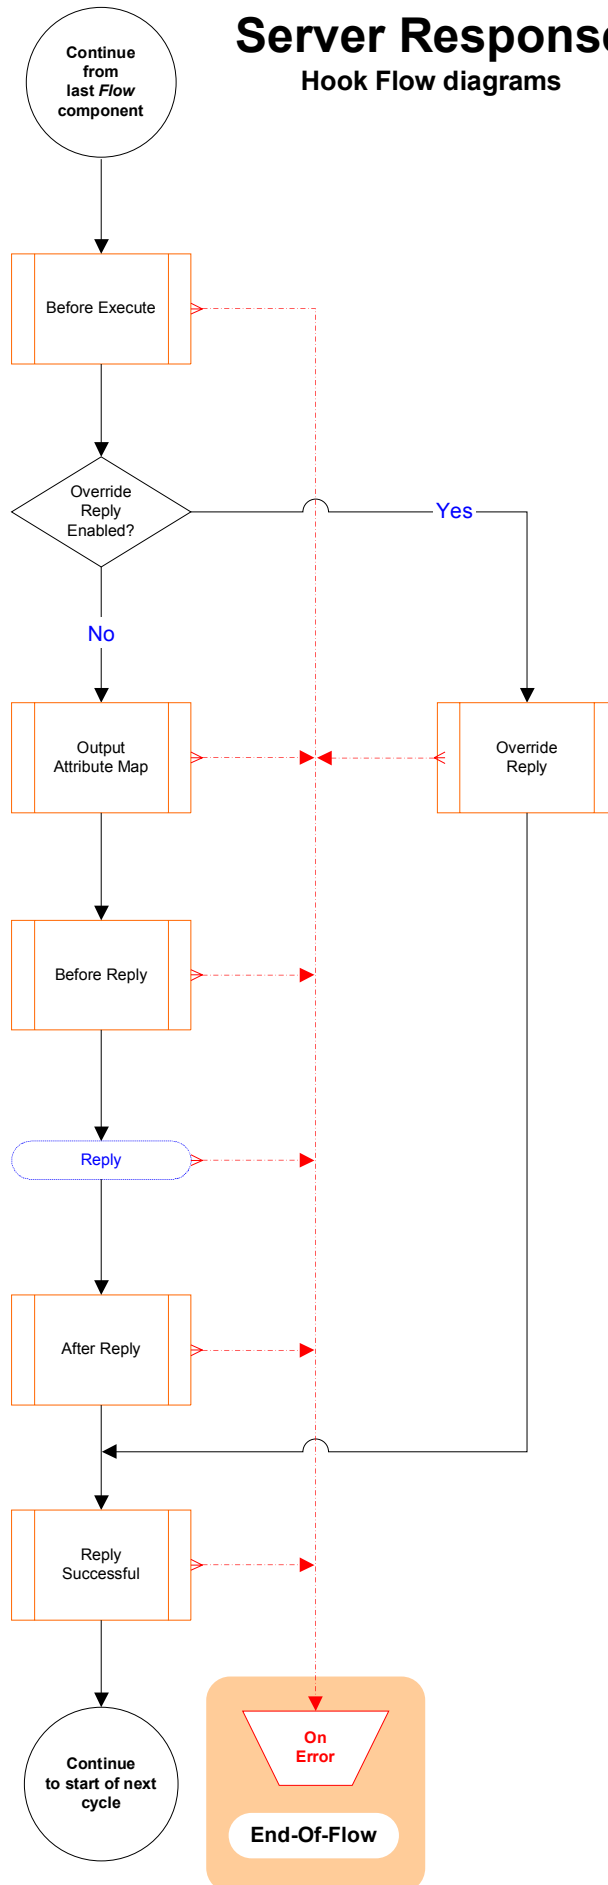 Server Response
Hook Flow diagrams
Continue
from
last Flow
component
Before Execute
Override
Reply
Enabled?
Yes
No
Output
Attribute Map
Override
Reply
Before Reply
Reply
After Reply
Reply
Successful
Continue
to start of next
cycle
On
Error
End-Of-Flow